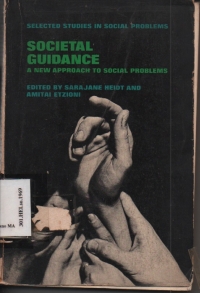 SELECTED STUDIES IN SOCIAL PROBLEMS
SOCIETAL
GUIDANCE
A NEW APPROACH TO SOCIAL PROBLEMS
EDITED BY SARAJANE HEIDT AND
AMITAI ETZIONI